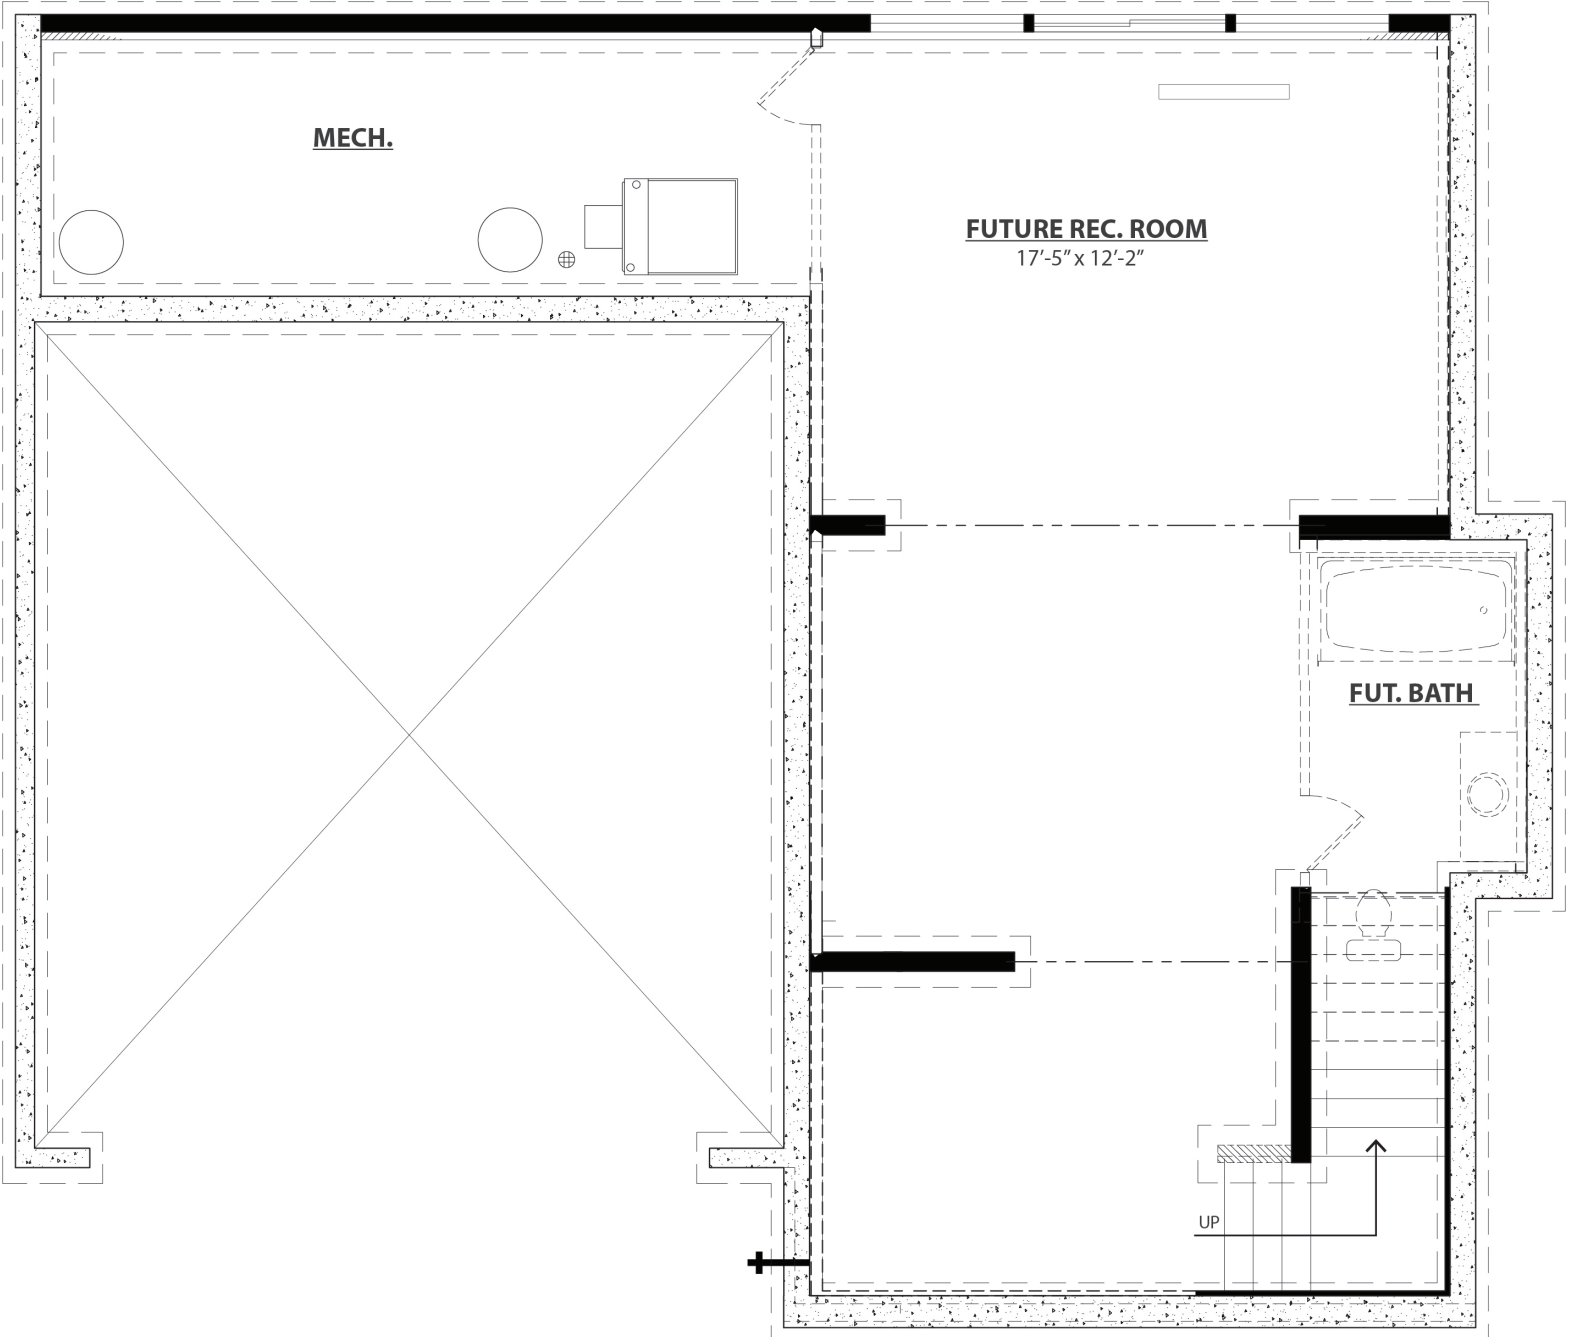 MECH.
FUTURE REC. ROOM
17’-5” x 12’-2”
FUT. BATH
UP